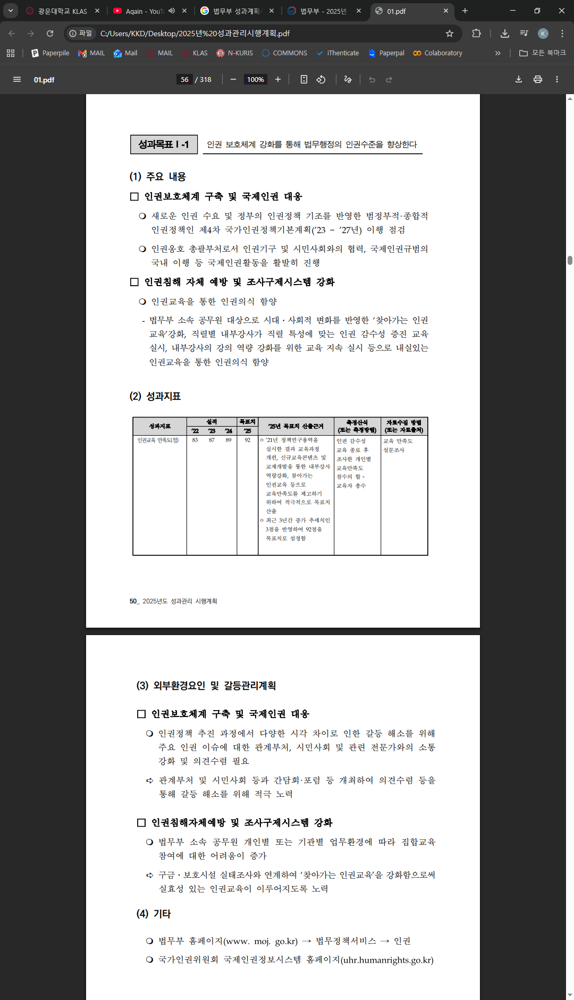 광운대학교 KLAS
Again - YouT
법무부 성과계획
법무부 - 2025년
01.pdf
파일
C:/Users/KKD/Desktop/2025년%20성과관리시행계획.pdf
K
Paperpile
MAIL
Mail
MAIL
KLAS
N-KURIS
COMMONS
iThenticate
Paperpal
Colaboratory
모든 북마크
01.pdf
56 / 318
100%
성과목표Ⅰ-1
인권 보호체계 강화를 통해 법무행정의 인권수준을 향상한다
(1) 주요 내용
□ 인권보호체계 구축 및 국제인권 대응
❍ 새로운 인권 수요 및 정부의 인권정책 기조를 반영한 범정부적·종합적
인권정책인 제4차 국가인권정책기본계획('23 ~ '27년) 이행 점검
❍ 인권옹호 총괄부처로서 인권기구 및 시민사회와의 협력, 국제인권규범의
국내 이행 등 국제인권활동을 활발히 진행
□ 인권침해 자체 예방 및 조사구제시스템 강화
❍ 인권교육을 통한 인권의식 함양
- 법무부 소속 공무원 대상으로 시대・사회적 변화를 반영한 ‘찾아가는 인권
교육’강화, 직렬별 내부강사가 직렬 특성에 맞는 인권 감수성 증진 교육
실시, 내부강사의 강의 역량 강화를 위한 교육 지속 실시 등으로 내실있는
인권교육을 통한 인권의식 함양
(2) 성과지표
성과지표
실적
목표치
'25년 목표치 산출근거
측정산식
(또는 측정방법)
자료수집 방법
(또는 자료출처)
'22
'23
'24
'25
인권교육 만족도(점)
83
87
89
92
ㅇ '21년 정책연구용역을
실시한 결과 교육과정
개편, 신규교육콘텐츠 및
교재개발을 통한 내부강사
역량강화, 찾아가는
인권교육 등으로
교육만족도를 제고하기
위하여 적극적으로 목표치
산출
ㅇ 최근 3년간 증가 추세치인
3점을 반영하여 92점을
목표치로 설정함
인권 감수성
교육 종료 후
조사한 개인별
교육만족도
점수의 합 ÷
교육자 총수
교육 만족도
설문조사
50_ 2025년도 성과관리 시행계획
(3) 외부환경요인 및 갈등관리계획
□ 인권보호체계 구축 및 국제인권 대응
❍ 인권정책 추진 과정에서 다양한 시각 차이로 인한 갈등 해소를 위해
주요 인권 이슈에 대한 관계부처, 시민사회 및 관련 전문가와의 소통
강화 및 의견수렴 필요
➪ 관계부처 및 시민사회 등과 간담회·포럼 등 개최하여 의견수렴 등을
통해 갈등 해소를 위해 적극 노력
□ 인권침해자체예방 및 조사구제시스템 강화
❍ 법무부 소속 공무원 개인별 또는 기관별 업무환경에 따라 집합교육
참여에 대한 어려움이 증가
➪ 구금・보호시설 실태조사와 연계하여 ‘찾아가는 인권교육’을 강화함으로써
실효성 있는 인권교육이 이루어지도록 노력
(4) 기타
❍ 법무부 홈페이지(www. moj. go.kr) → 법무정책서비스 → 인권
❍ 국가인권위원회 국제인권정보시스템 홈페이지(uhr.humanrights.go.kr)